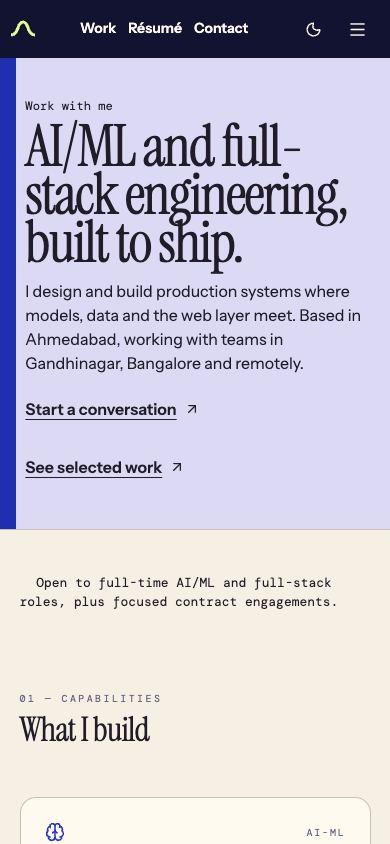 Work Résumé Contact
Work with me
AI/ML and full-
stack engineering,
built to ship.
I design and build production systems where
models, data and the web layer meet. Based in
Ahmedabad, working with teams in
Gandhinagar, Bangalore and remotely.
Start a conversation
See selected work
Open to full-time AI/ML and full-stack
roles, plus focused contract engagements.
01 — CAPABILITIES
What I build
AI-ML